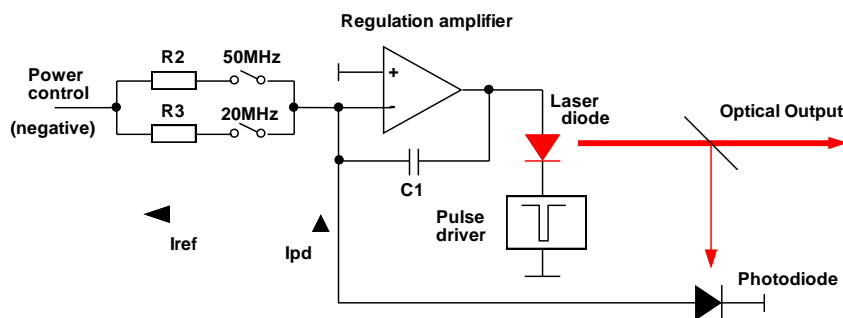 Regulation amplifier
R2
50MHz
Power
control
(negative)
R3
20MHz
+
-
Laser
diode
Optical Output
C1
Pulse
driver
Iref
Ipd
Photodiode